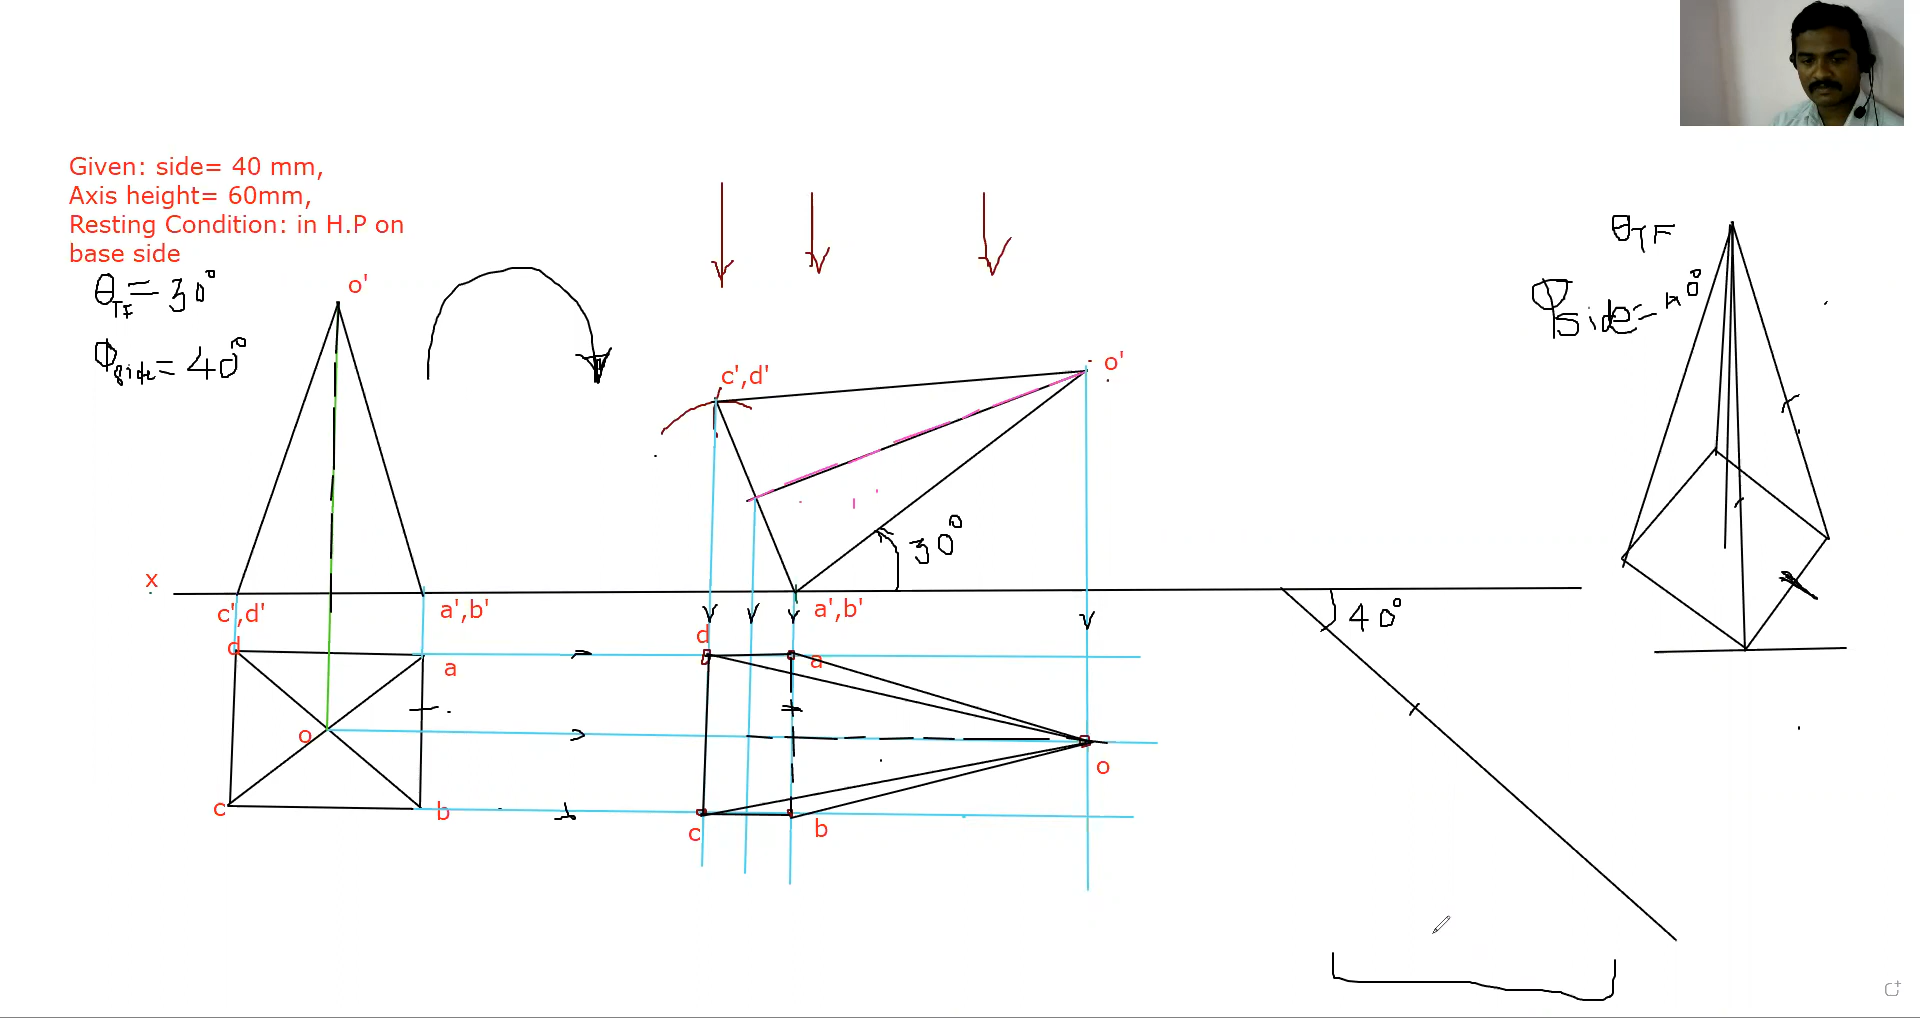 Given: side= 40 mm,
Axis height= 60mm,
Resting Condition: in H.P on
base side
θTF = 30°
Φside = 40°
o'
x
c',d'
a',b'
d
a
o
c
b
c',d'
o'
30°
a',b'
d
a
o
c
b
40°
θTF
φside=